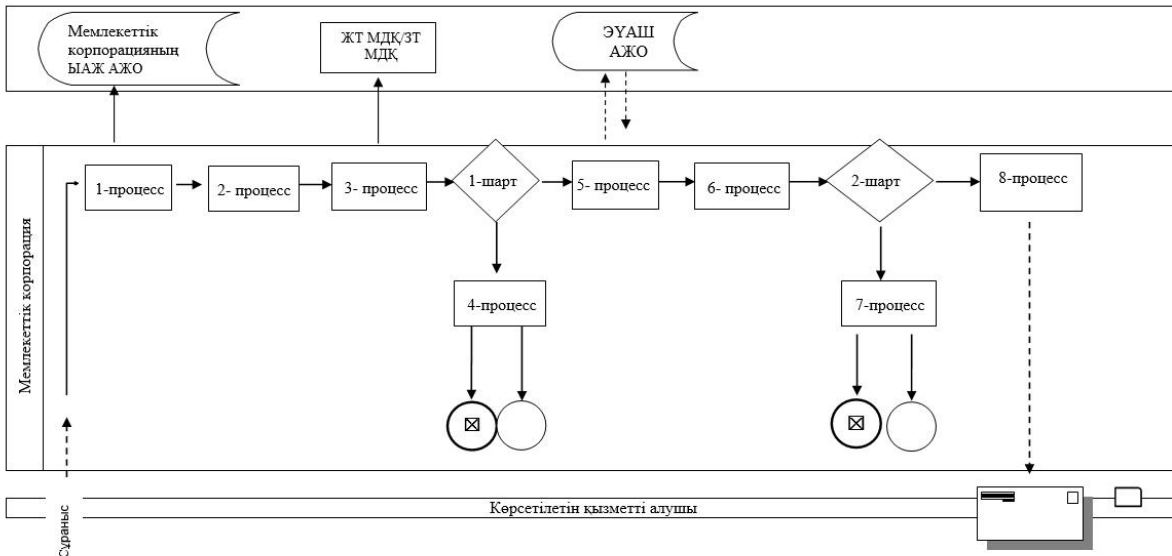 Мемлекеттік
корпорацияның
ЫАЖ АЖО
ЖТ МДҚ/ЗТ
МДҚ
ЭҮАШ
АЖО
Мемлекеттік корпорация
1-процесс
2- процесс
3- процесс
1-шарт
5- процесс
6- процесс
2-шарт
8-процесс
4-процесс
7-процесс
Сұраныс
Көрсетілетін қызметті алушы